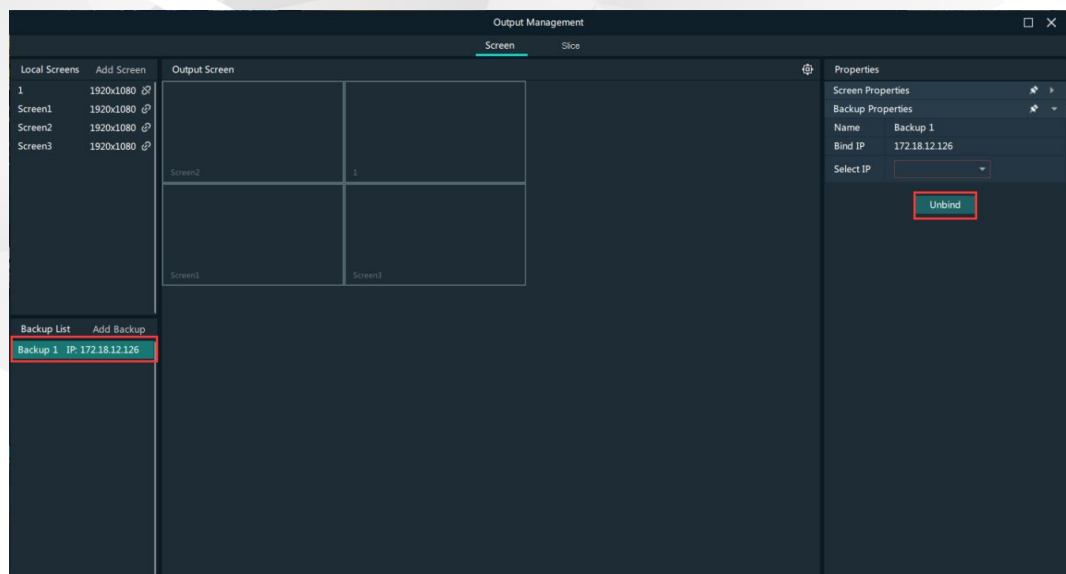 Output Management
Screen Slice
Local Screens Add Screen
1 1920x1080
Screen1 1920x1080
Screen2 1920x1080
Screen3 1920x1080
Output Screen
Screen2 1
Screen1 Screen3
Backup List Add Backup
Backup 1 IP: 172.18.12.126
Properties
Screen Properties
Backup Properties
Name Backup 1
Bind IP 172.18.12.126
Select IP
Unbind